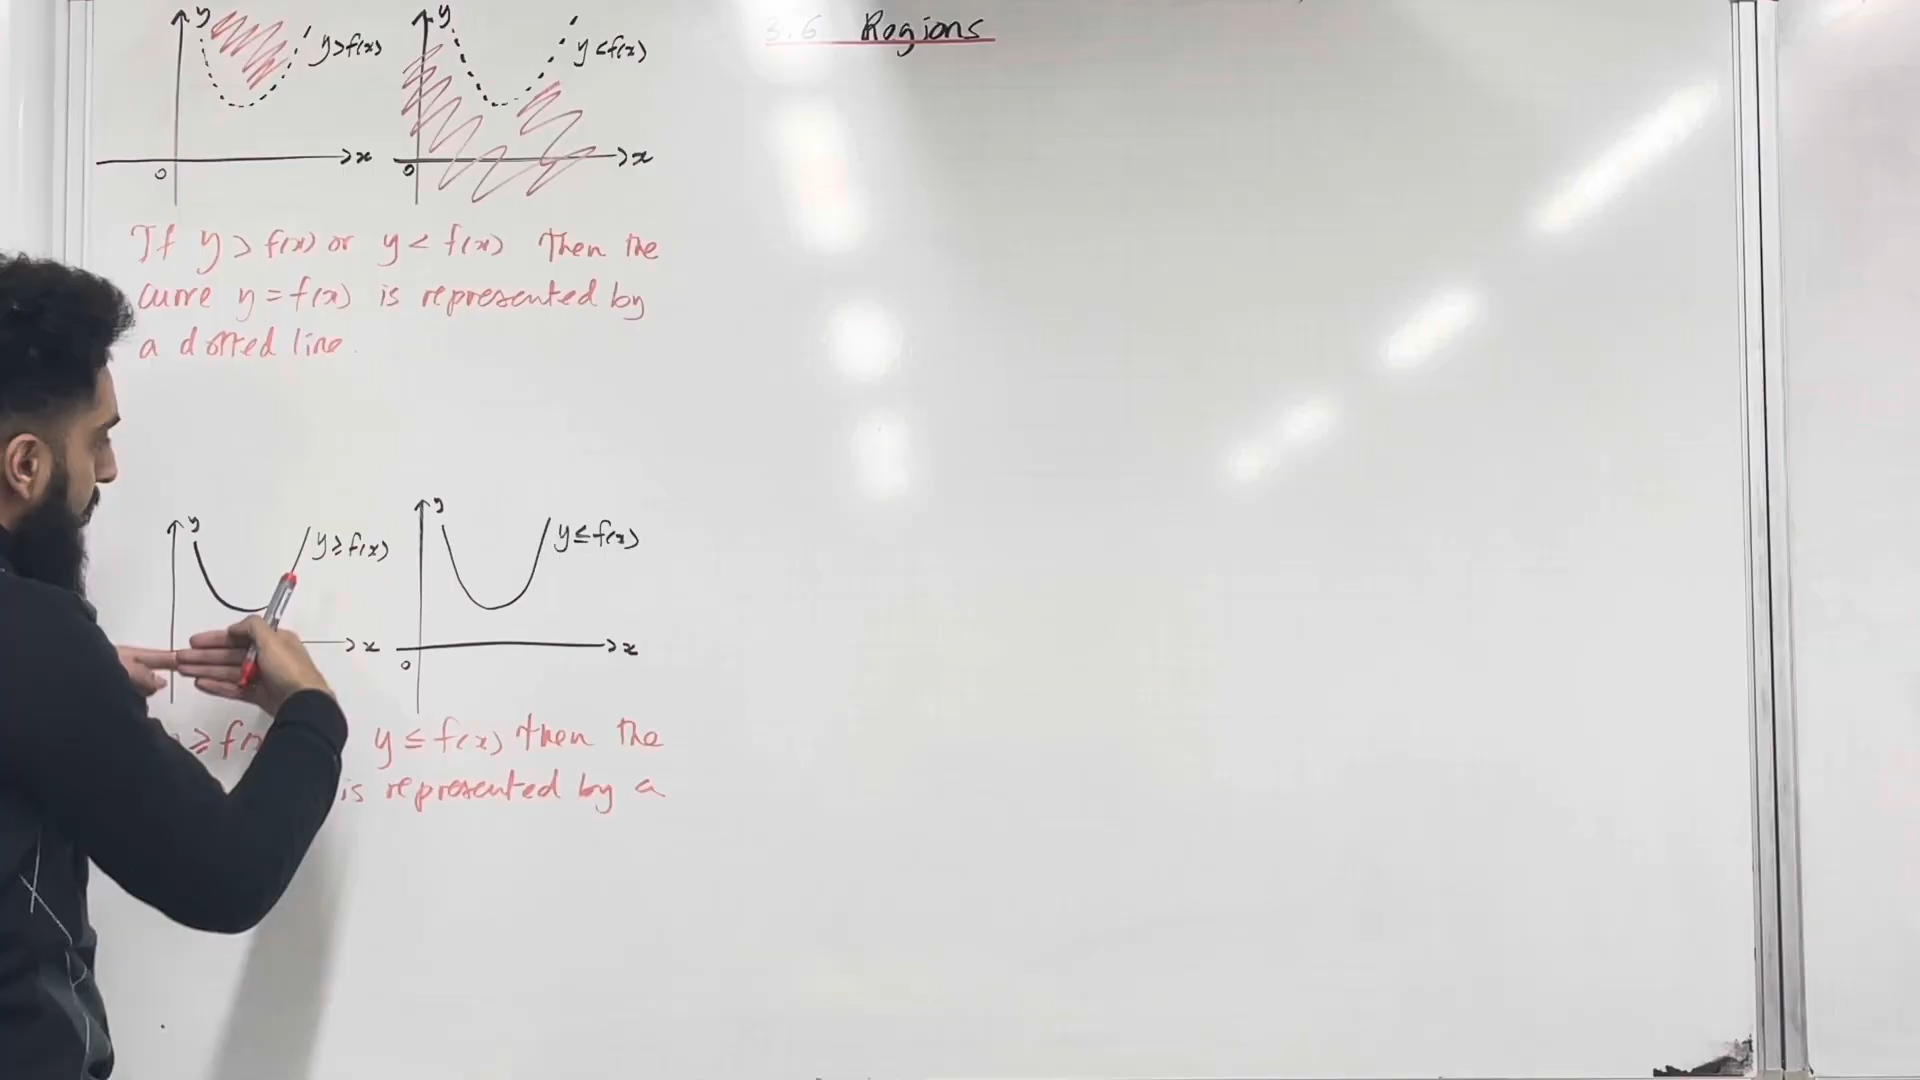 3.6 Regions
y
y>f(x)
x
0
y
y<f(x)
x
0
If y > f(x) or y < f(x) then the
curve y = f(x) is represented by
a dotted line.
y
y≥f(x)
x
y
y≤f(x)
x
0
≥ f(x) y ≤ f(x) then the
is represented by a